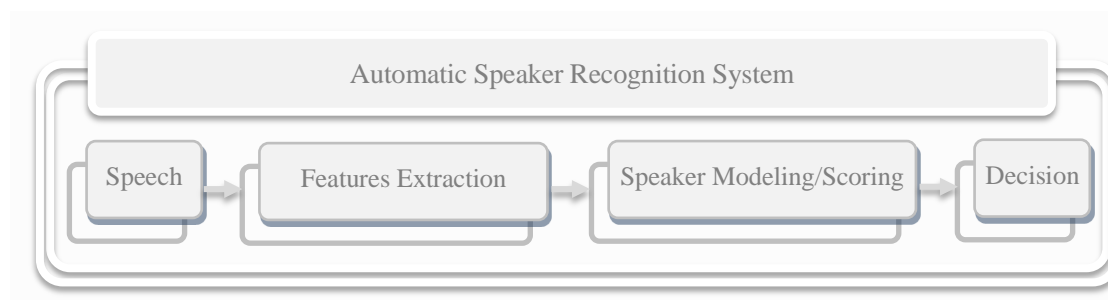 Automatic Speaker Recognition System
Speech
Features Extraction
Speaker Modeling/Scoring
Decision